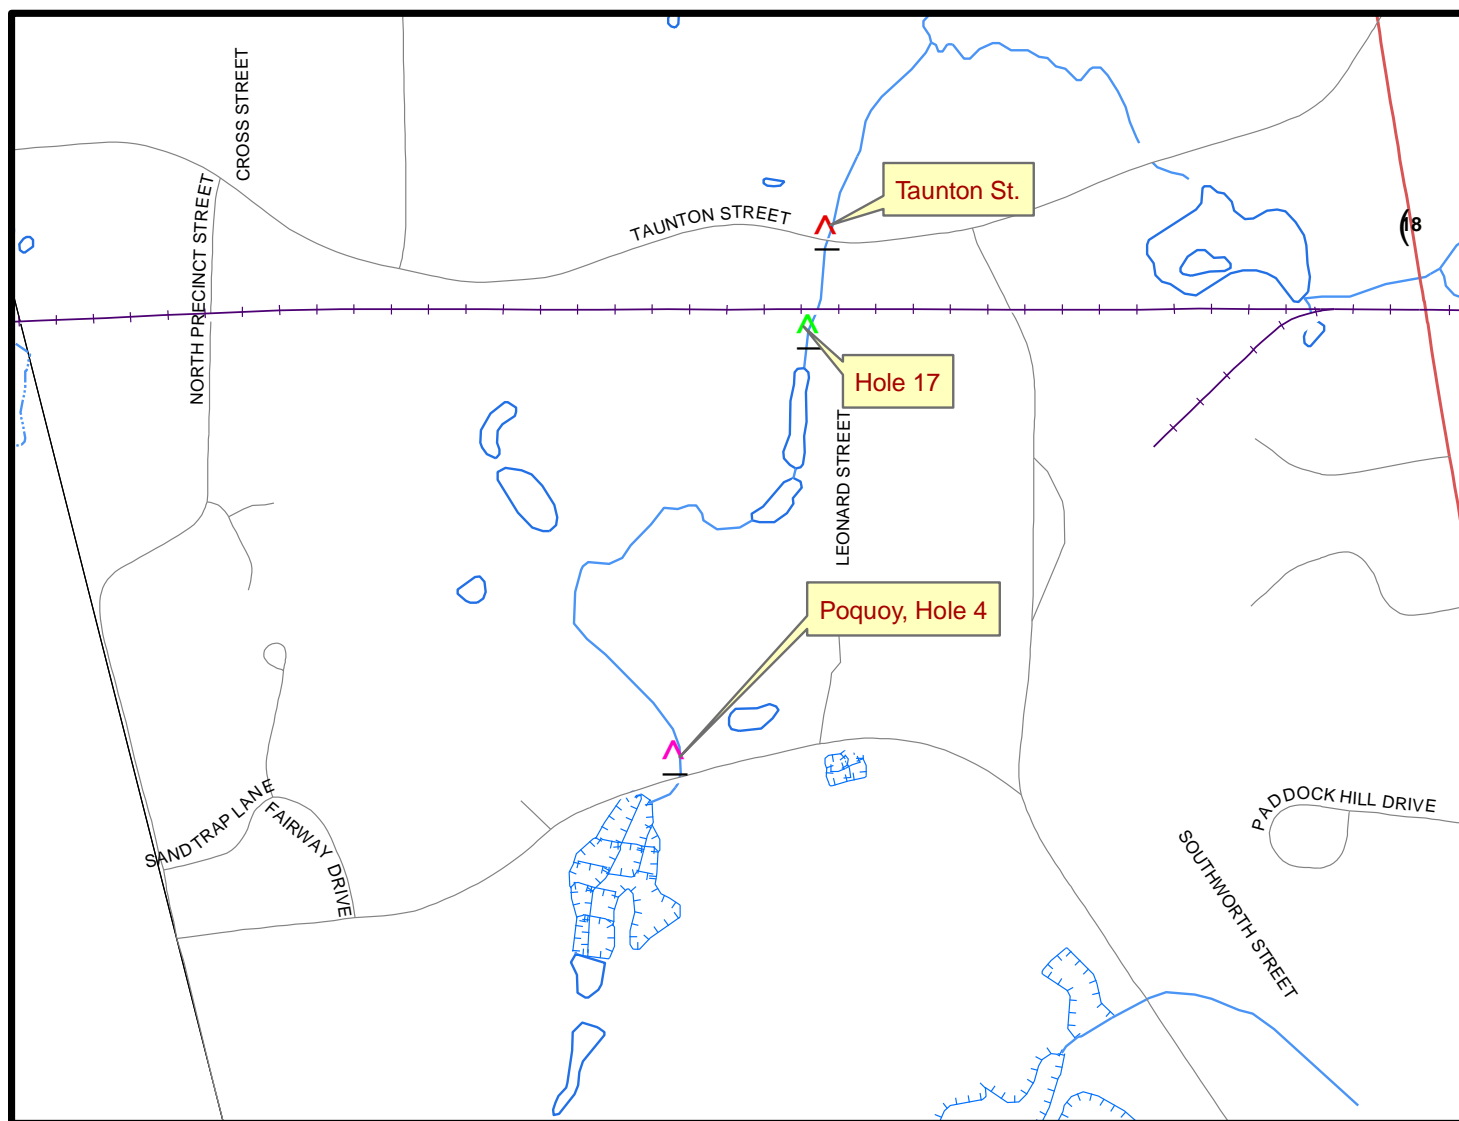 CROSS STREET
NORTH PRECINCT STREET
TAUNTON STREET
Taunton St.
18
Hole 17
LEONARD STREET
Poquoy, Hole 4
SANDTRAP LANE
FAIRWAY DRIVE
PADDOCK HILL DRIVE
SOUTHWORTH STREET